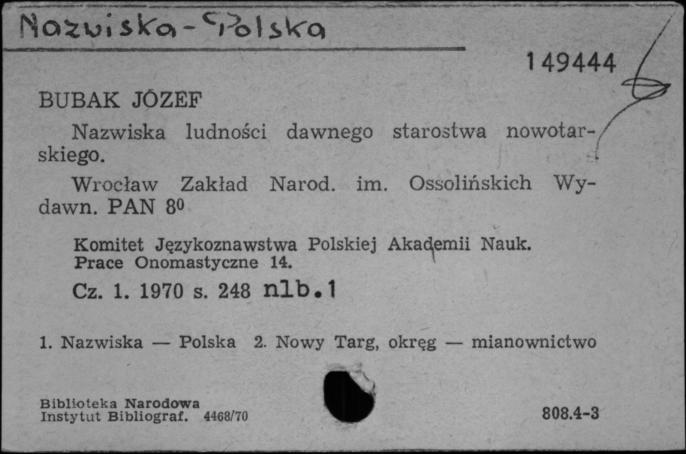 Nazwiska - Polska
149444
BUBAK JÓZEF
Nazwiska ludności dawnego starostwa nowotar-
skiego.
Wrocław Zakład Narod. im. Ossolińskich Wy-
dawn. PAN 8⁰
Komitet Językoznawstwa Polskiej Akademii Nauk.
Prace Onomastyczne 14.
Cz. 1. 1970 s. 248 nlb.1
1. Nazwiska — Polska 2. Nowy Targ, okręg — mianownictwo
Biblioteka Narodowa
Instytut Bibliograf. 4468/70
808.4-3